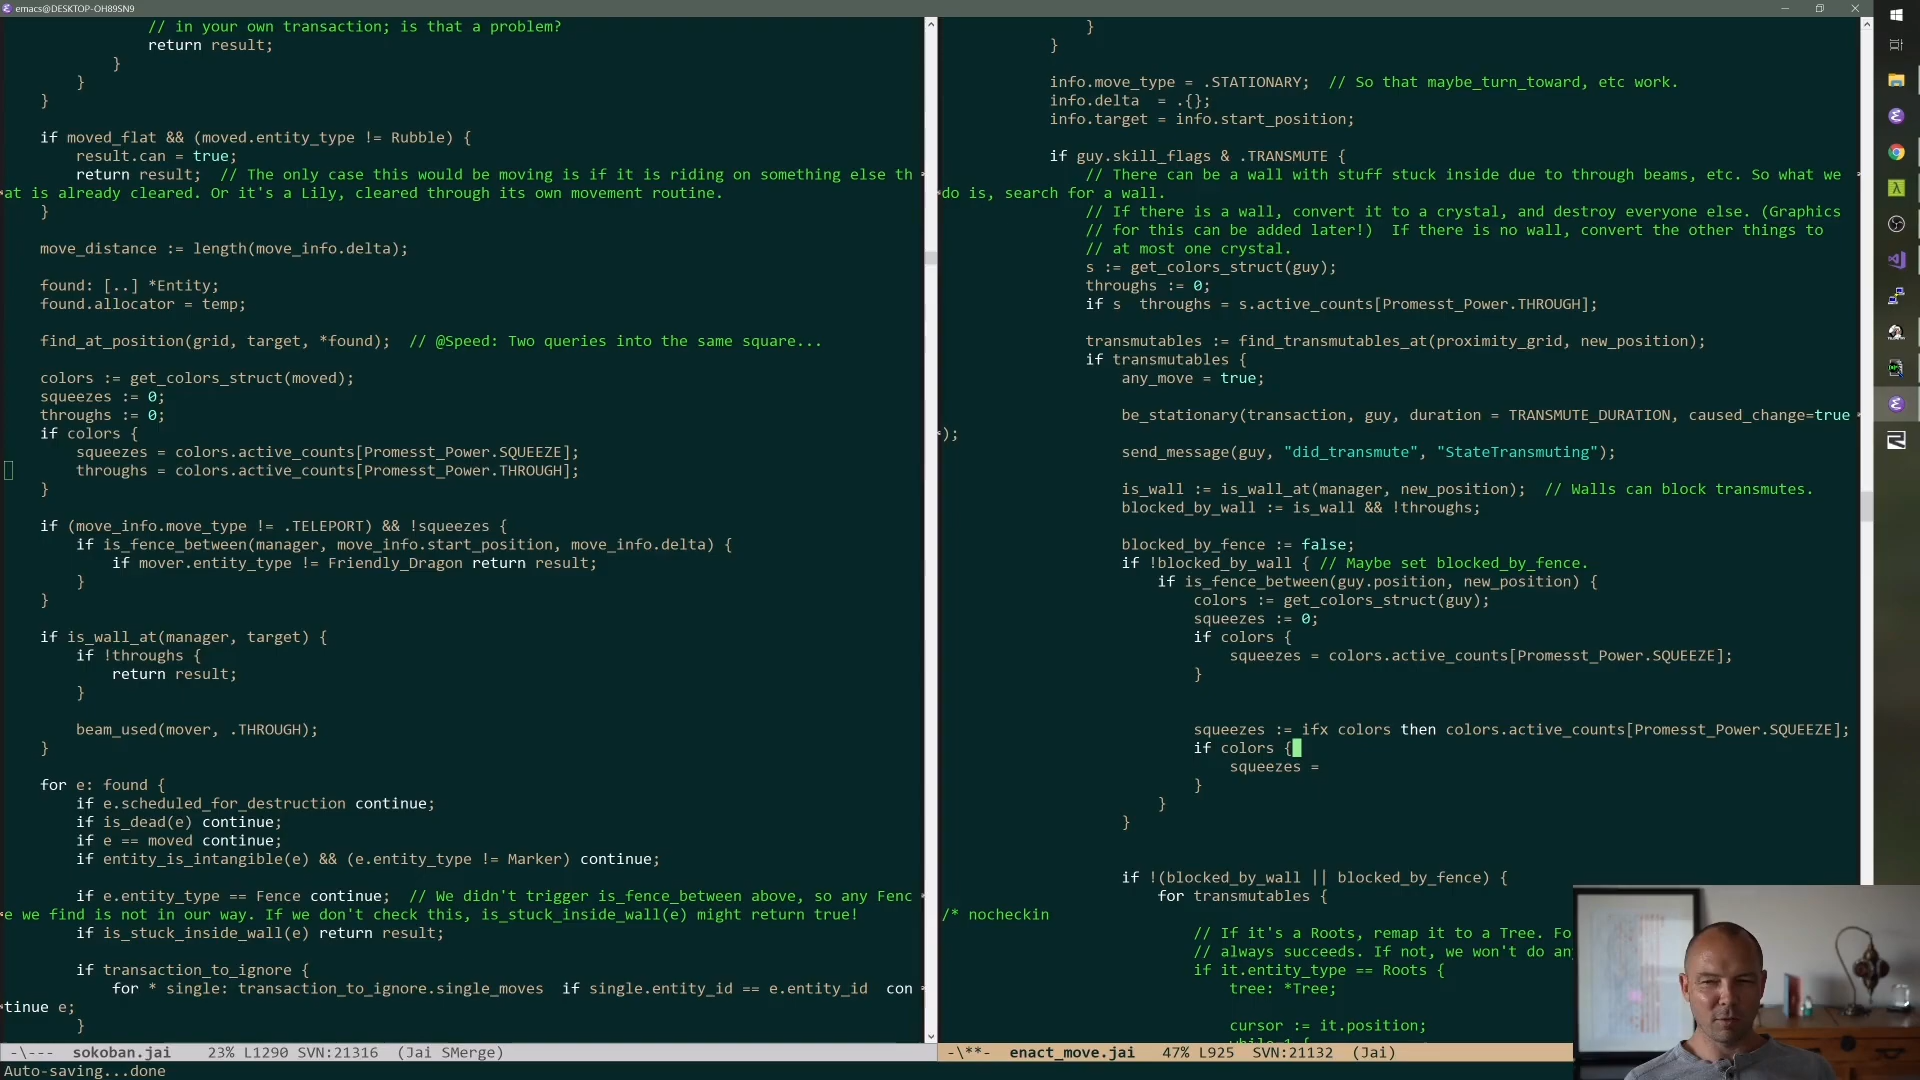 emacs@DESKTOP-OH89SN9
// in your own transaction; is that a problem?
return result;
}
}
}
if moved_flat && (moved.entity_type != Rubble) {
result.can = true;
return result;  // The only case this would be moving is if it is riding on something else th
at is already cleared. Or it's a Lily, cleared through its own movement routine.
}
move_distance := length(move_info.delta);
found: [..] *Entity;
found.allocator = temp;
find_at_position(grid, target, *found);  // @Speed: Two queries into the same square...
colors := get_colors_struct(moved);
squeezes := 0;
throughs := 0;
if colors {
squeezes = colors.active_counts[Promesst_Power.SQUEEZE];
throughs = colors.active_counts[Promesst_Power.THROUGH];
}
if (move_info.move_type != .TELEPORT) && !squeezes {
if is_fence_between(manager, move_info.start_position, move_info.delta) {
if mover.entity_type != Friendly_Dragon return result;
}
}
if is_wall_at(manager, target) {
if !throughs {
return result;
}
beam_used(mover, .THROUGH);
}
for e: found {
if e.scheduled_for_destruction continue;
if is_dead(e) continue;
if e == moved continue;
if entity_is_intangible(e) && (e.entity_type != Marker) continue;
if e.entity_type == Fence continue;  // We didn't trigger is_fence_between above, so any Fenc
e we find is not in our way. If we don't check this, is_stuck_inside_wall(e) might return true!
if is_stuck_inside_wall(e) return result;
if transaction_to_ignore {
for * single: transaction_to_ignore.single_moves  if single.entity_id == e.entity_id  con
tinue e;
}
-\---  sokoban.jai    23% L1290 SVN:21316  (Jai SMerge)
Auto-saving...done
}
}
info.move_type = .STATIONARY;  // So that maybe_turn_toward, etc work.
info.delta  = .{};
info.target = info.start_position;
if guy.skill_flags & .TRANSMUTE {
// There can be a wall with stuff stuck inside due to through beams, etc. So what we
do is, search for a wall.
// If there is a wall, convert it to a crystal, and destroy everyone else. (Graphics
// for this can be added later!)  If there is no wall, convert the other things to
// at most one crystal.
s := get_colors_struct(guy);
throughs := 0;
if s  throughs = s.active_counts[Promesst_Power.THROUGH];
transmutables := find_transmutables_at(proximity_grid, new_position);
if transmutables {
any_move = true;
be_stationary(transaction, guy, duration = TRANSMUTE_DURATION, caused_change=true
);
send_message(guy, "did_transmute", "StateTransmuting");
is_wall := is_wall_at(manager, new_position);  // Walls can block transmutes.
blocked_by_wall := is_wall && !throughs;
blocked_by_fence := false;
if !blocked_by_wall { // Maybe set blocked_by_fence.
if is_fence_between(guy.position, new_position) {
colors := get_colors_struct(guy);
squeezes := 0;
if colors {
squeezes = colors.active_counts[Promesst_Power.SQUEEZE];
}
squeezes := ifx colors then colors.active_counts[Promesst_Power.SQUEEZE];
if colors {
squeezes =
}
}
}
if !(blocked_by_wall || blocked_by_fence) {
for transmutables {
/* nocheckin
// If it's a Roots, remap it to a Tree. Fo
// always succeeds. If not, we won't do an
if it.entity_type == Roots {
tree: *Tree;
cursor := it.position;
-\**-  enact_move.jai    47% L925  SVN:21132  (Jai)